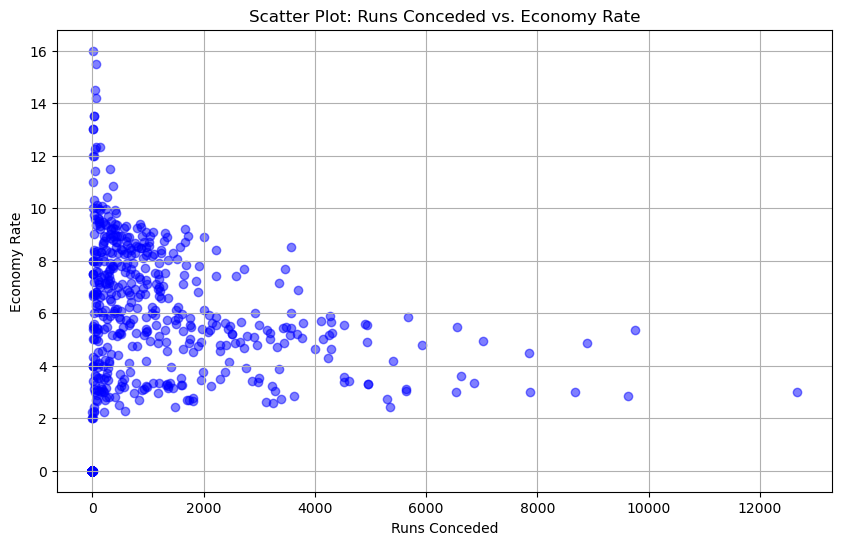 Scatter Plot: Runs Conceded vs. Economy Rate
Economy Rate
16
14
12
10
8
6
4
2
0
0 2000 4000 6000 8000 10000 12000
Runs Conceded